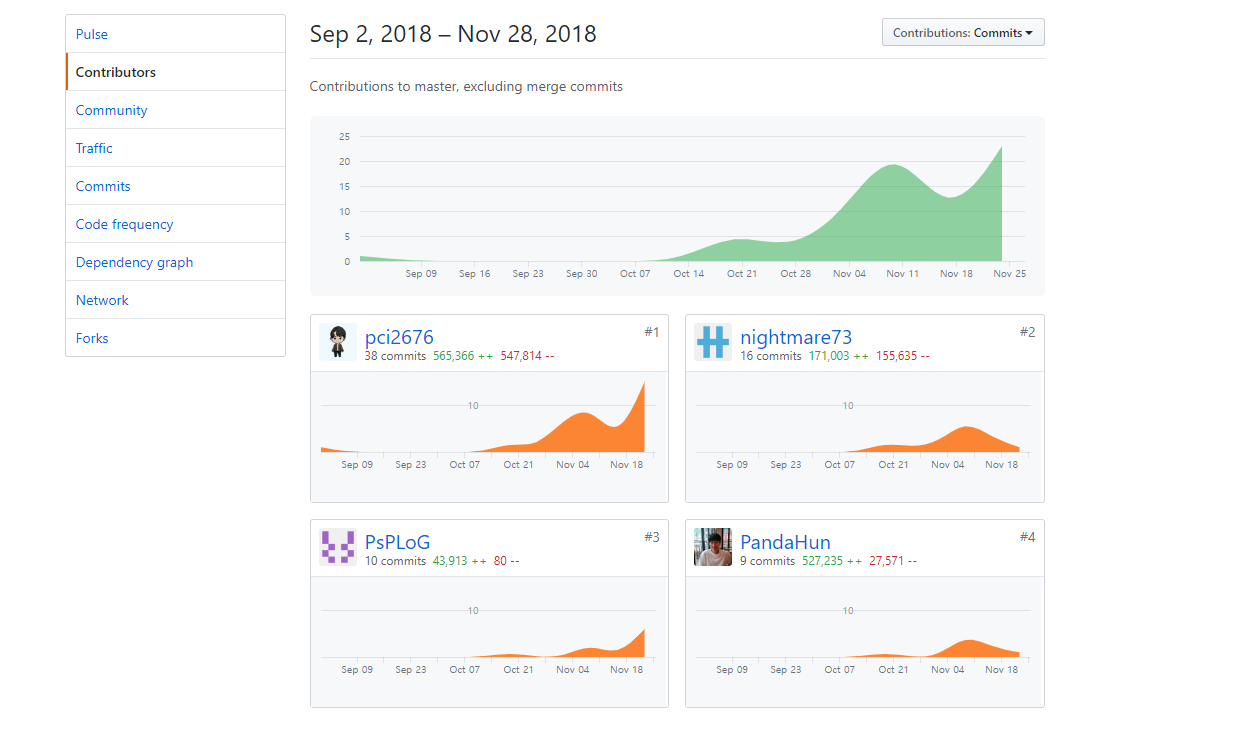 Pulse
Contributors
Community
Traffic
Commits
Code frequency
Dependency graph
Network
Forks
Sep 2, 2018 – Nov 28, 2018
Contributions: Commits
Contributions to master, excluding merge commits
25
20
15
10
5
0
Sep 09 Sep 16 Sep 23 Sep 30 Oct 07 Oct 14 Oct 21 Oct 28 Nov 04 Nov 11 Nov 18 Nov 25
pci2676 #1
38 commits 565,366 ++ 547,814 --
10
Sep 09 Sep 23 Oct 07 Oct 21 Nov 04 Nov 18
nightmare73 #2
16 commits 171,003 ++ 155,635 --
10
Sep 09 Sep 23 Oct 07 Oct 21 Nov 04 Nov 18
PsPLoG #3
10 commits 43,913 ++ 80 --
10
Sep 09 Sep 23 Oct 07 Oct 21 Nov 04 Nov 18
PandaHun #4
9 commits 527,235 ++ 27,571 --
10
Sep 09 Sep 23 Oct 07 Oct 21 Nov 04 Nov 18